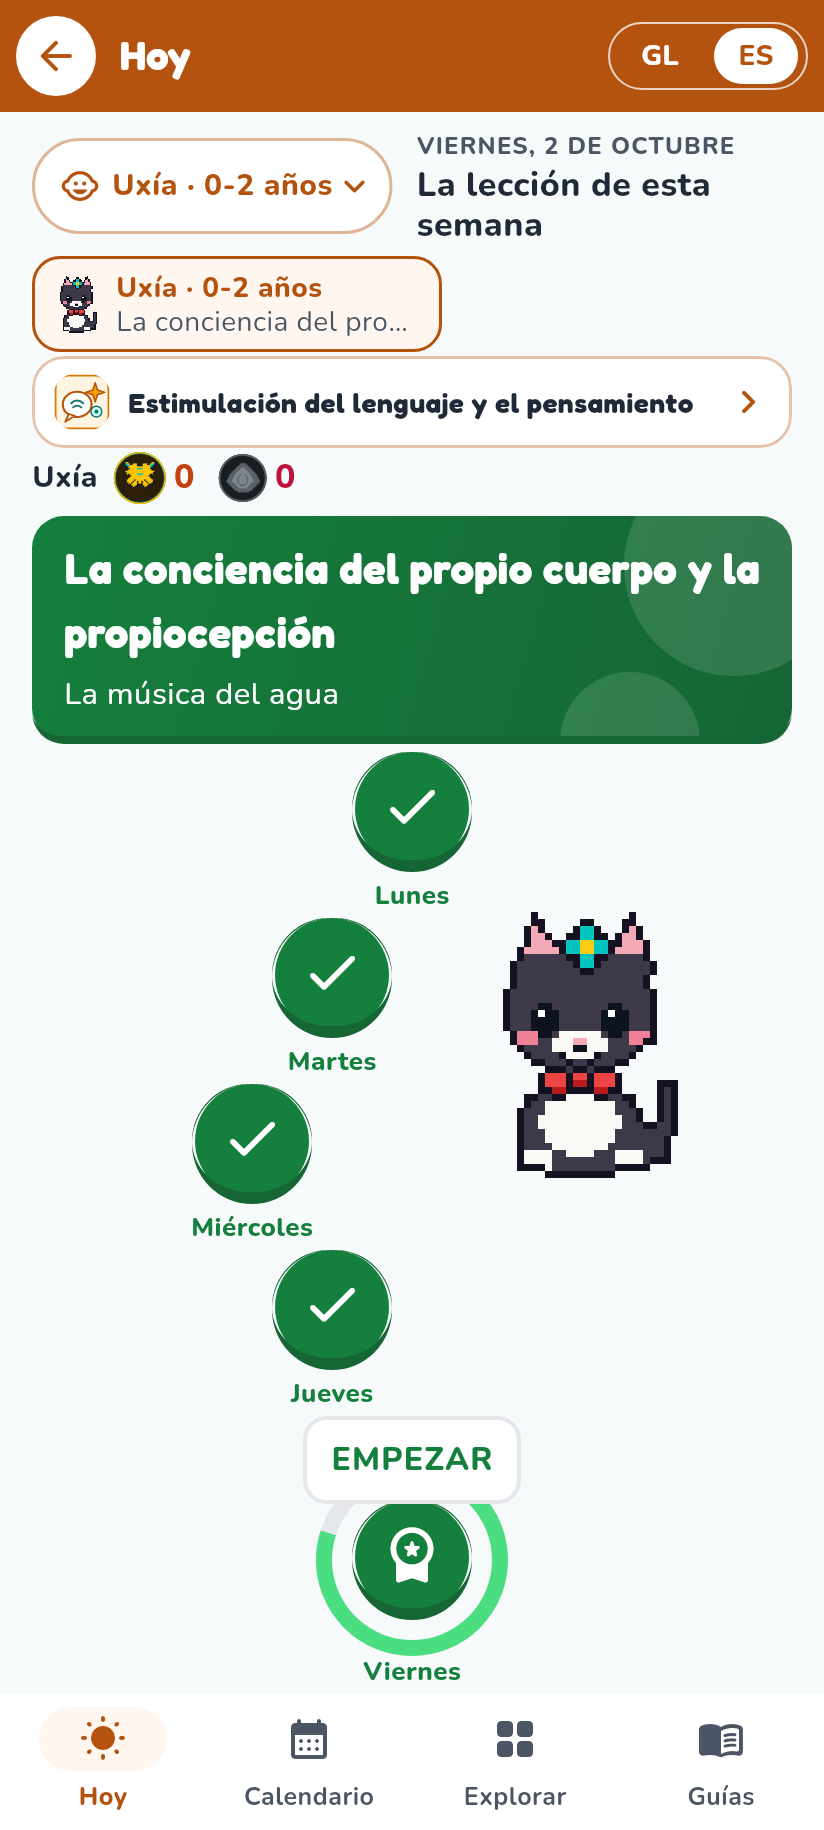 Hoy
GL
ES
Uxía · 0-2 años
VIERNES, 2 DE OCTUBRE
La lección de esta
semana
Uxía · 0-2 años
La conciencia del pro...
Estimulación del lenguaje y el pensamiento
Uxía 0 0
La conciencia del propio cuerpo y la
propiocepción
La música del agua
Lunes
Martes
Miércoles
Jueves
EMPEZAR
Viernes
Hoy
Calendario
Explorar
Guías